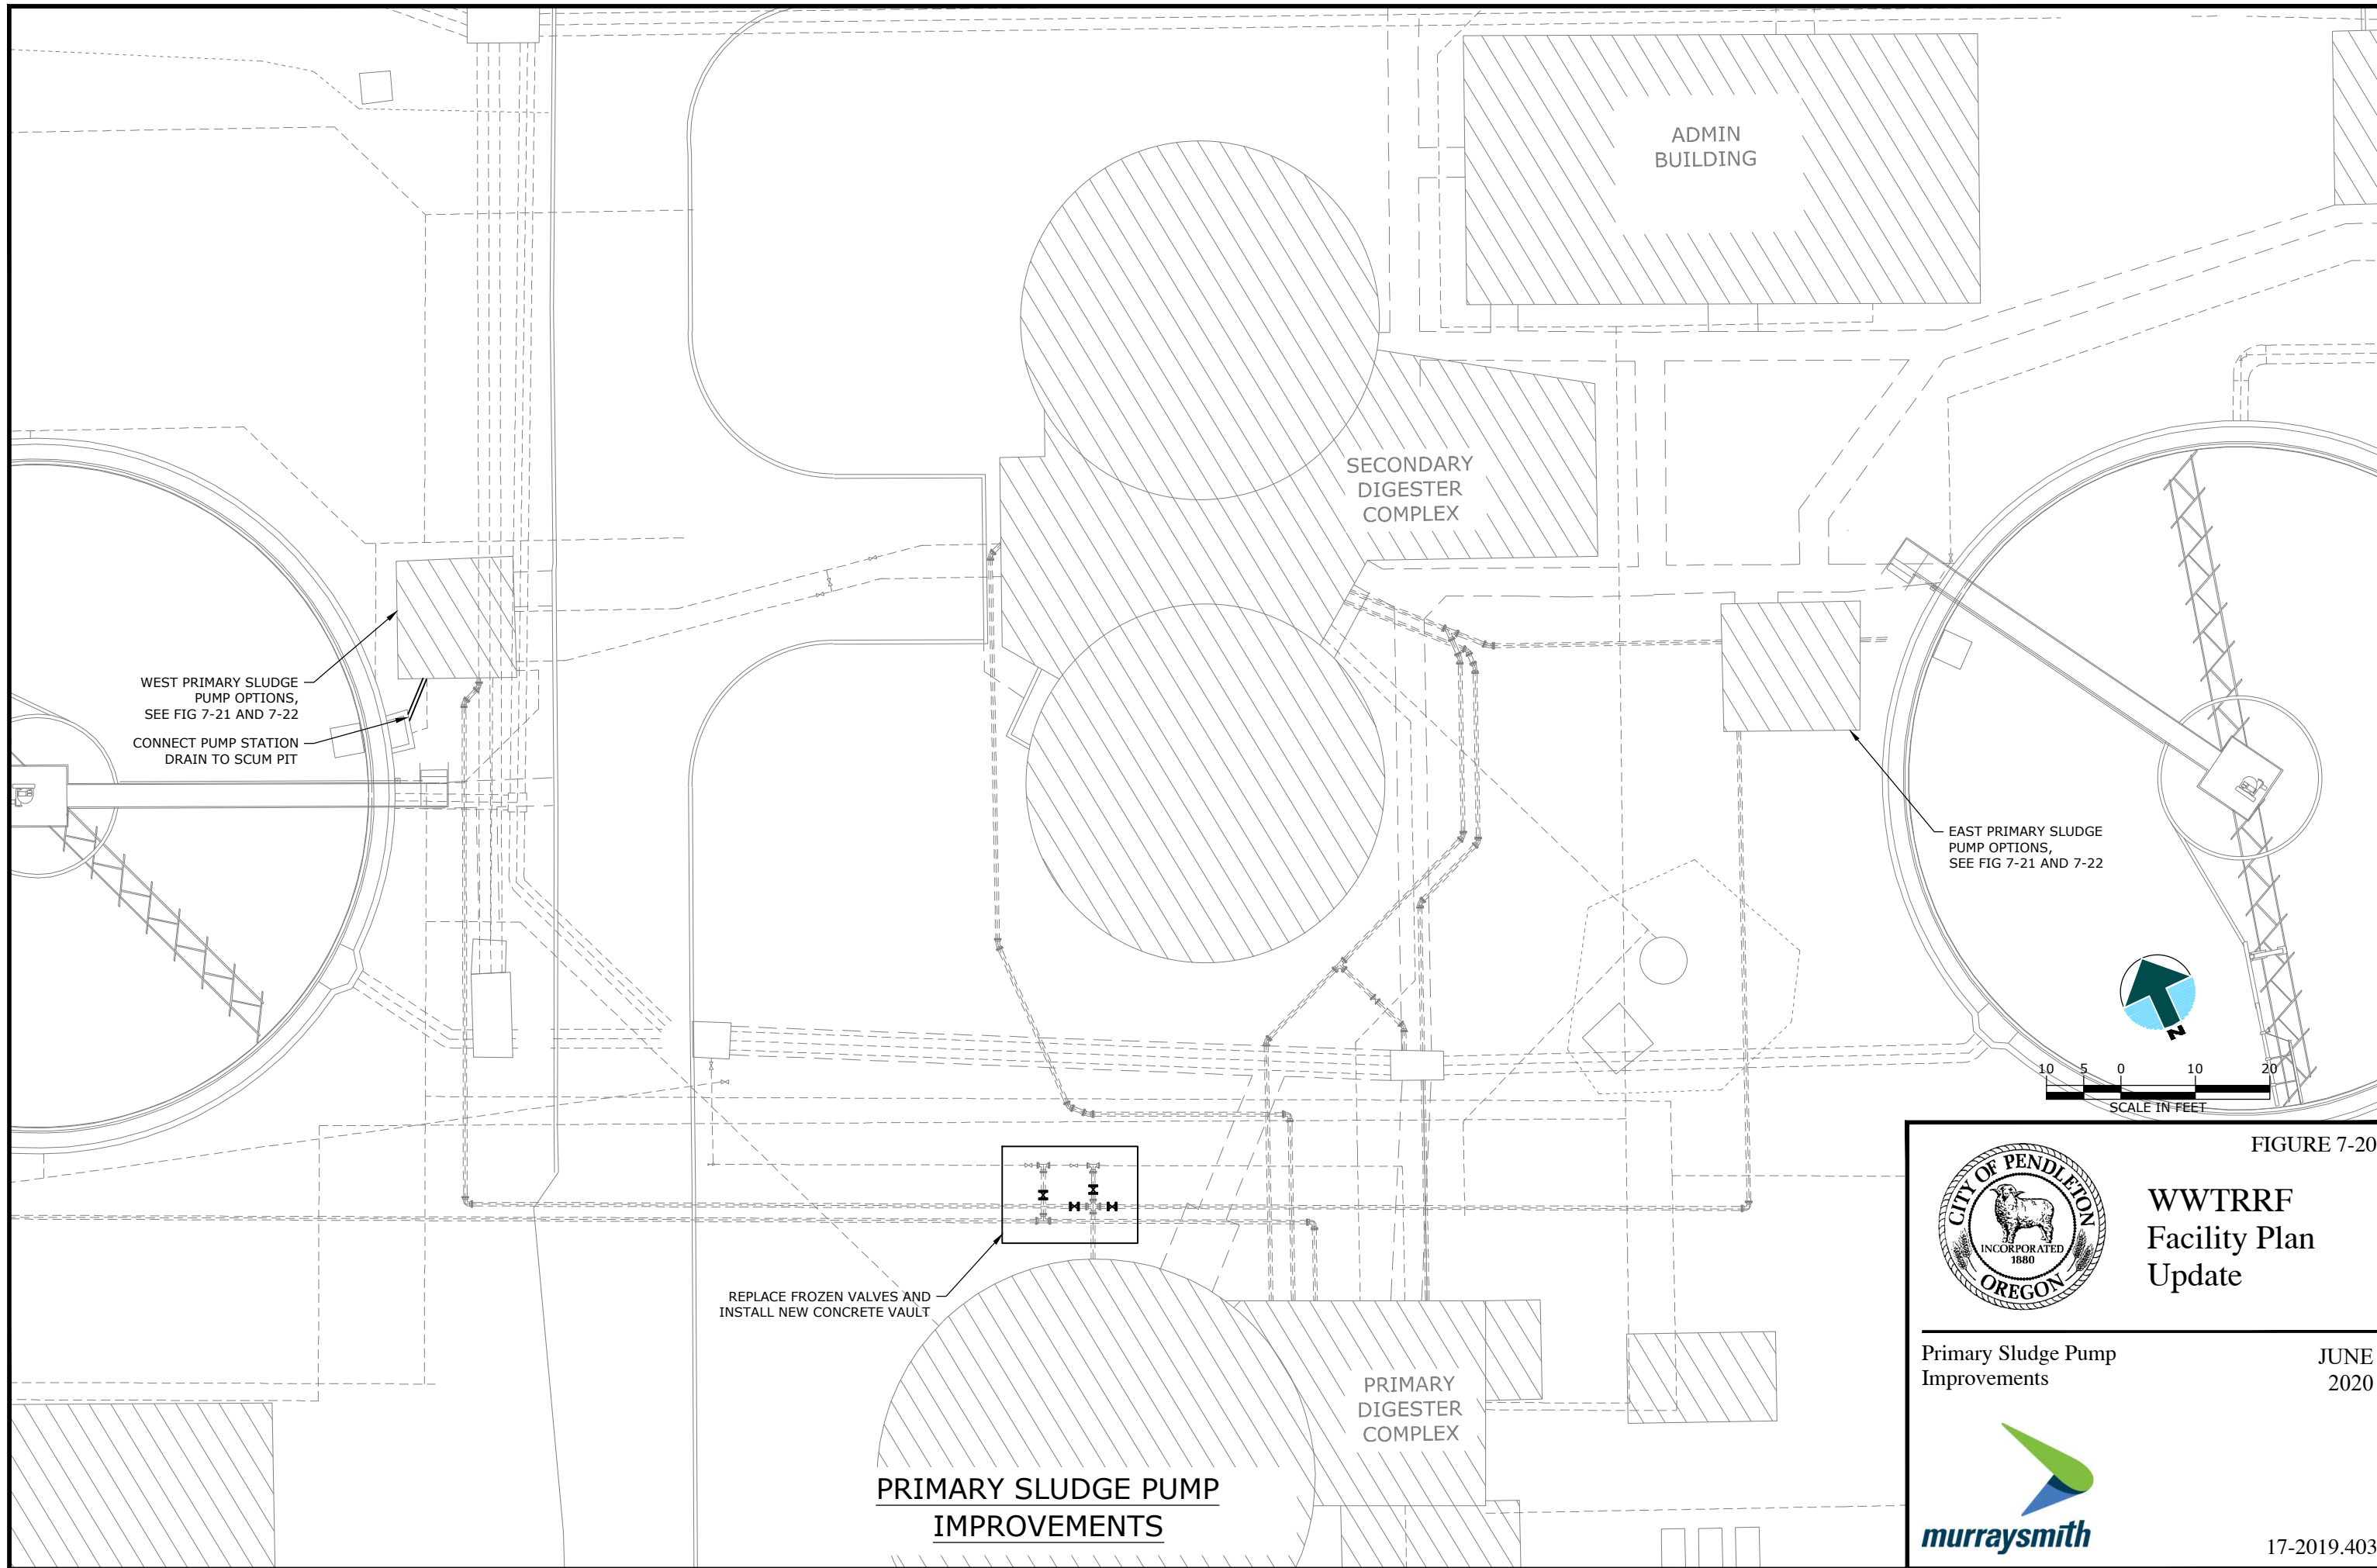 ADMIN
BUILDING
SECONDARY
DIGESTER
COMPLEX
WEST PRIMARY SLUDGE
PUMP OPTIONS,
SEE FIG 7-21 AND 7-22
CONNECT PUMP STATION
DRAIN TO SCUM PIT
EAST PRIMARY SLUDGE
PUMP OPTIONS,
SEE FIG 7-21 AND 7-22
N
10 5 0 10 20
SCALE IN FEET
REPLACE FROZEN VALVES AND
INSTALL NEW CONCRETE VAULT
PRIMARY
DIGESTER
COMPLEX
PRIMARY SLUDGE PUMP
IMPROVEMENTS
FIGURE 7-20
CITY OF PENDLETON
INCORPORATED
1880
OREGON
WWTRRF
Facility Plan
Update
Primary Sludge Pump
Improvements
JUNE
2020
murraysmith
17-2019.403